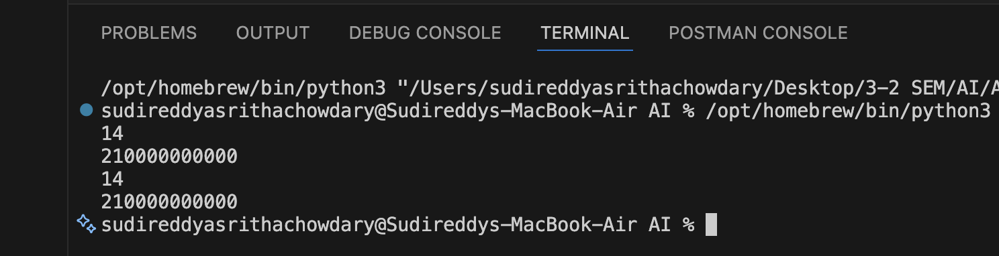 PROBLEMS OUTPUT DEBUG CONSOLE TERMINAL POSTMAN CONSOLE
/opt/homebrew/bin/python3 "/Users/sudireddyasrithachowdary/Desktop/3-2 SEM/AI/A
sudireddyasrithachowdary@Sudireddys-MacBook-Air AI % /opt/homebrew/bin/python3
14
210000000000
14
210000000000
sudireddyasrithachowdary@Sudireddys-MacBook-Air AI %